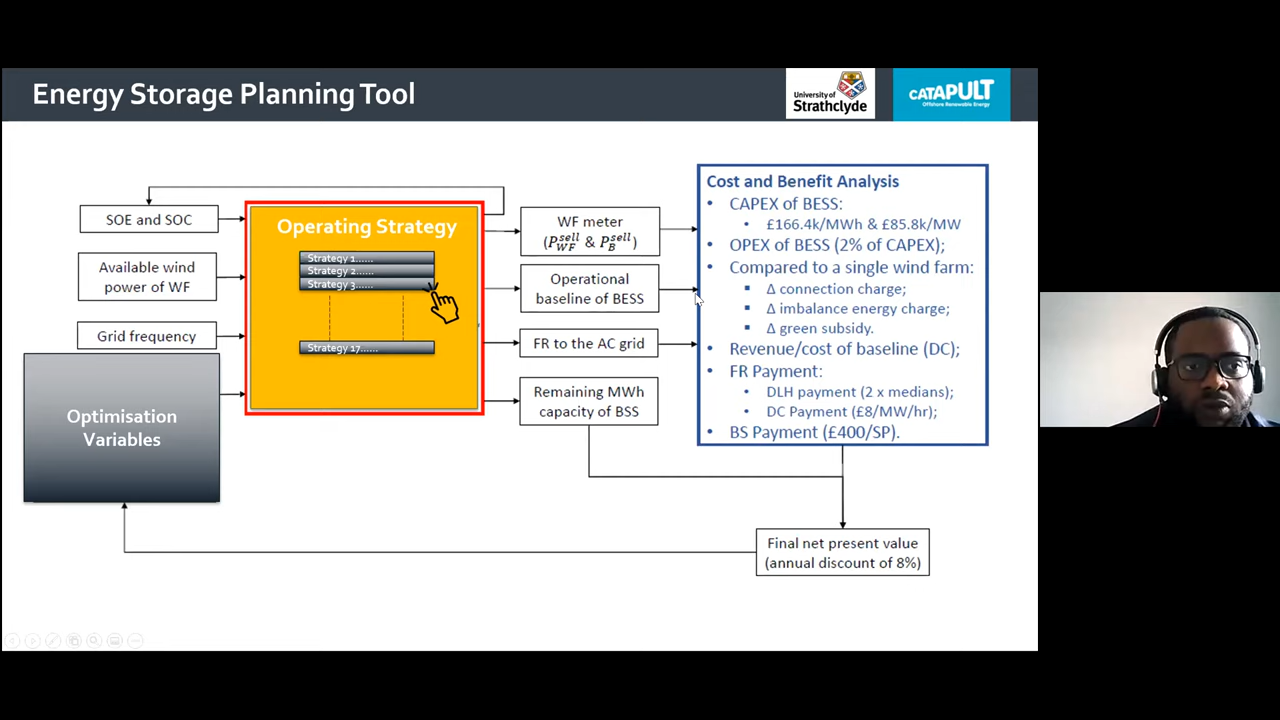 Energy Storage Planning Tool
University of
Strathclyde
CATAPULT
Offshore Renewable Energy
SOE and SOC
Available wind
power of WF
Grid frequency
Optimisation
Variables
Operating Strategy
Strategy 1......
Strategy 2......
Strategy 3......
Strategy 17......
WF meter
(P_WF^sell & P_B^sell)
Operational
baseline of BESS
FR to the AC grid
Remaining MWh
capacity of BSS
Cost and Benefit Analysis
• CAPEX of BESS:
• £166.4k/MWh & £85.8k/MW
• OPEX of BESS (2% of CAPEX);
• Compared to a single wind farm:
▪ Δ connection charge;
▪ Δ imbalance energy charge;
▪ Δ green subsidy.
• Revenue/cost of baseline (DC);
• FR Payment:
• DLH payment (2 x medians);
• DC Payment (£8/MW/hr);
• BS Payment (£400/SP).
Final net present value
(annual discount of 8%)